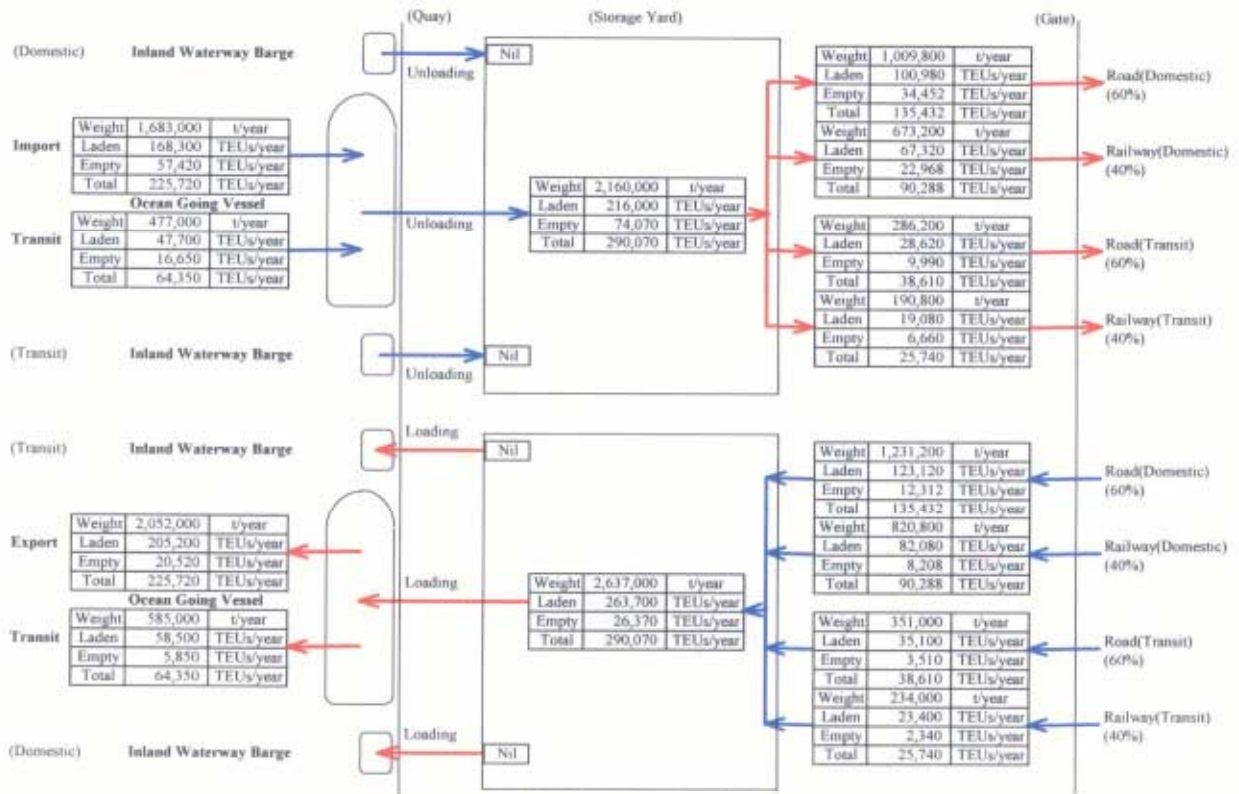 (Quay) (Storage Yard) (Gate)
(Domestic) Inland Waterway Barge
Unloading
Nil
Import
Weight 1,683,000 t/year
Laden 168,300 TEUs/year
Empty 57,420 TEUs/year
Total 225,720 TEUs/year
Ocean Going Vessel
Transit
Weight 477,000 t/year
Laden 47,700 TEUs/year
Empty 16,650 TEUs/year
Total 64,350 TEUs/year
Unloading
Weight 2,160,000 t/year
Laden 216,000 TEUs/year
Empty 74,070 TEUs/year
Total 290,070 TEUs/year
Weight 1,009,800 t/year
Laden 100,980 TEUs/year
Empty 34,452 TEUs/year
Total 135,432 TEUs/year
Road(Domestic)
(60%)
Weight 673,200 t/year
Laden 67,320 TEUs/year
Empty 22,968 TEUs/year
Total 90,288 TEUs/year
Railway(Domestic)
(40%)
Weight 286,200 t/year
Laden 28,620 TEUs/year
Empty 9,990 TEUs/year
Total 38,610 TEUs/year
Road(Transit)
(60%)
Weight 190,800 t/year
Laden 19,080 TEUs/year
Empty 6,660 TEUs/year
Total 25,740 TEUs/year
Railway(Transit)
(40%)
(Transit) Inland Waterway Barge
Unloading
Nil
(Transit) Inland Waterway Barge
Loading
Nil
Export
Weight 2,052,000 t/year
Laden 205,200 TEUs/year
Empty 20,520 TEUs/year
Total 225,720 TEUs/year
Ocean Going Vessel
Transit
Weight 585,000 t/year
Laden 58,500 TEUs/year
Empty 5,850 TEUs/year
Total 64,350 TEUs/year
Loading
Weight 2,637,000 t/year
Laden 263,700 TEUs/year
Empty 26,370 TEUs/year
Total 290,070 TEUs/year
Weight 1,231,200 t/year
Laden 123,120 TEUs/year
Empty 12,312 TEUs/year
Total 135,432 TEUs/year
Road(Domestic)
(60%)
Weight 820,800 t/year
Laden 82,080 TEUs/year
Empty 8,208 TEUs/year
Total 90,288 TEUs/year
Railway(Domestic)
(40%)
Weight 351,000 t/year
Laden 35,100 TEUs/year
Empty 3,510 TEUs/year
Total 38,610 TEUs/year
Road(Transit)
(60%)
Weight 234,000 t/year
Laden 23,400 TEUs/year
Empty 2,340 TEUs/year
Total 25,740 TEUs/year
Railway(Transit)
(40%)
(Domestic) Inland Waterway Barge
Loading
Nil